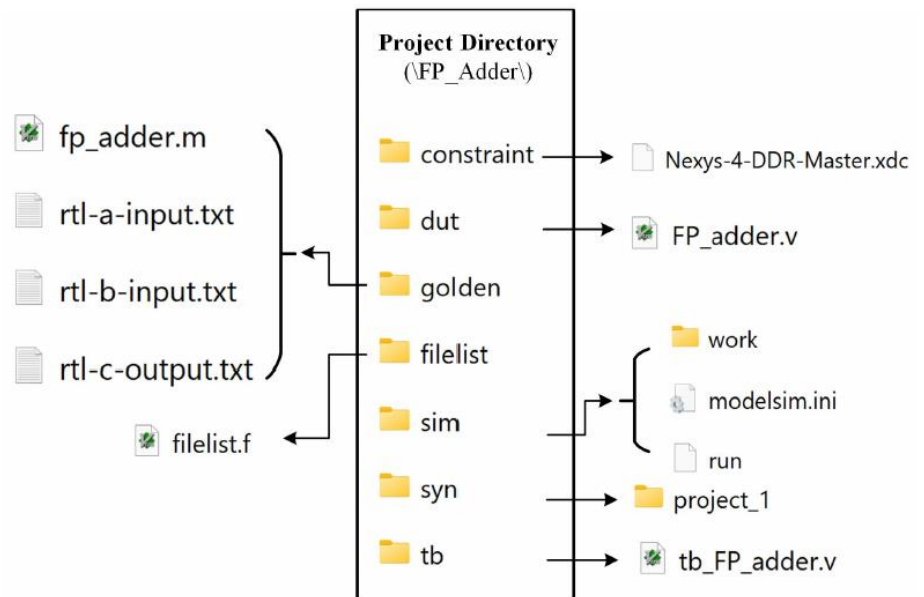 Project Directory
(\FP_Adder\)
constraint
dut
golden
filelist
sim
syn
tb
fp_adder.m
rtl-a-input.txt
rtl-b-input.txt
rtl-c-output.txt
filelist.f
Nexys-4-DDR-Master.xdc
FP_adder.v
work
modelsim.ini
run
project_1
tb_FP_adder.v